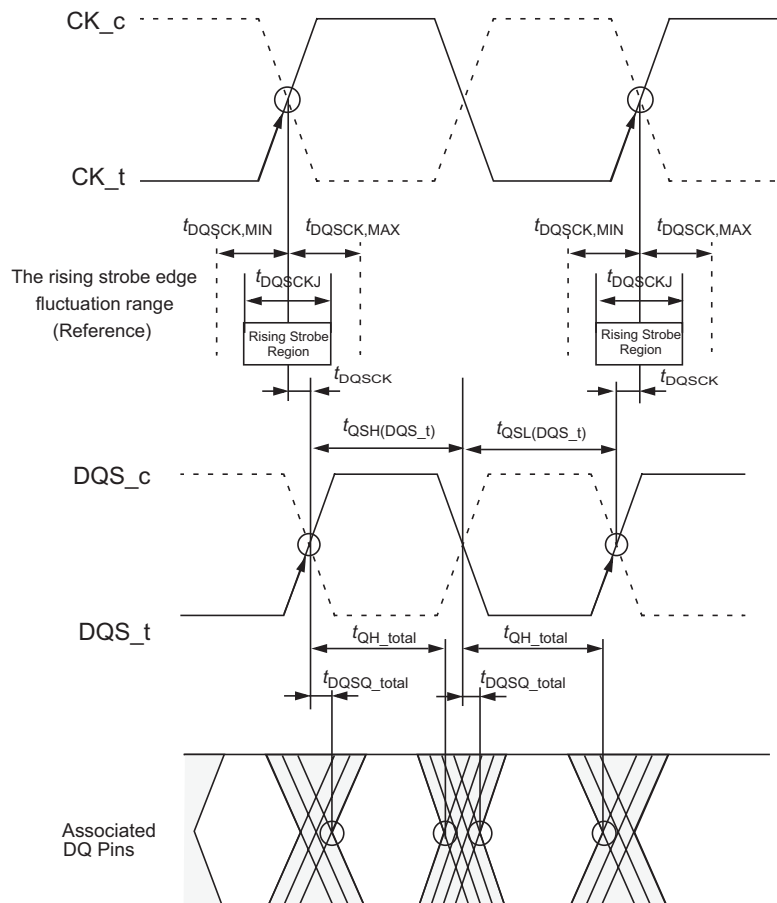 CK_c
CK_t
tDQSCK,MIN
tDQSCK,MAX
tDQSCK,MIN
tDQSCK,MAX
The rising strobe edge
fluctuation range
(Reference)
tDQSCKJ
tDQSCKJ
Rising Strobe
Region
Rising Strobe
Region
tDQSCK
tDQSCK
tQSH(DQS_t)
tQSL(DQS_t)
DQS_c
DQS_t
tQH_total
tQH_total
tDQSQ_total
tDQSQ_total
Associated
DQ Pins